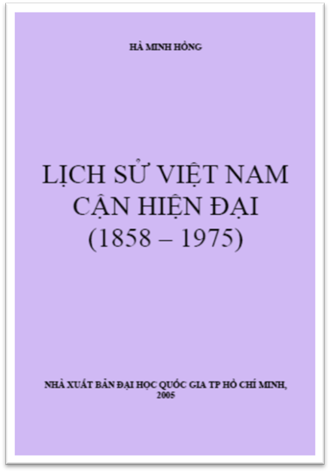 HÀ MINH HỒNG
LỊCH SỬ VIỆT NAM
CẬN HIỆN ĐẠI
(1858 – 1975)
NHÀ XUẤT BẢN ĐẠI HỌC QUỐC GIA TP HỒ CHÍ MINH,
2005